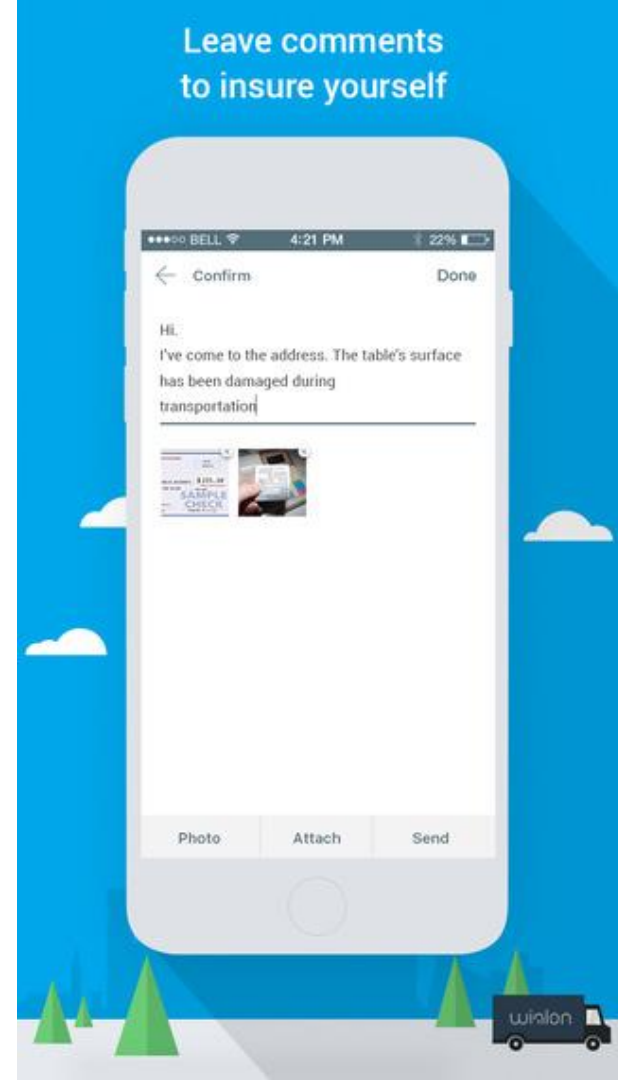 Leave comments
to insure yourself
BELL 4:21 PM 22%
Confirm Done
Hi.
I've come to the address. The table's surface
has been damaged during
transportation
SAMPLE
CHECK
Photo Attach Send
wialon